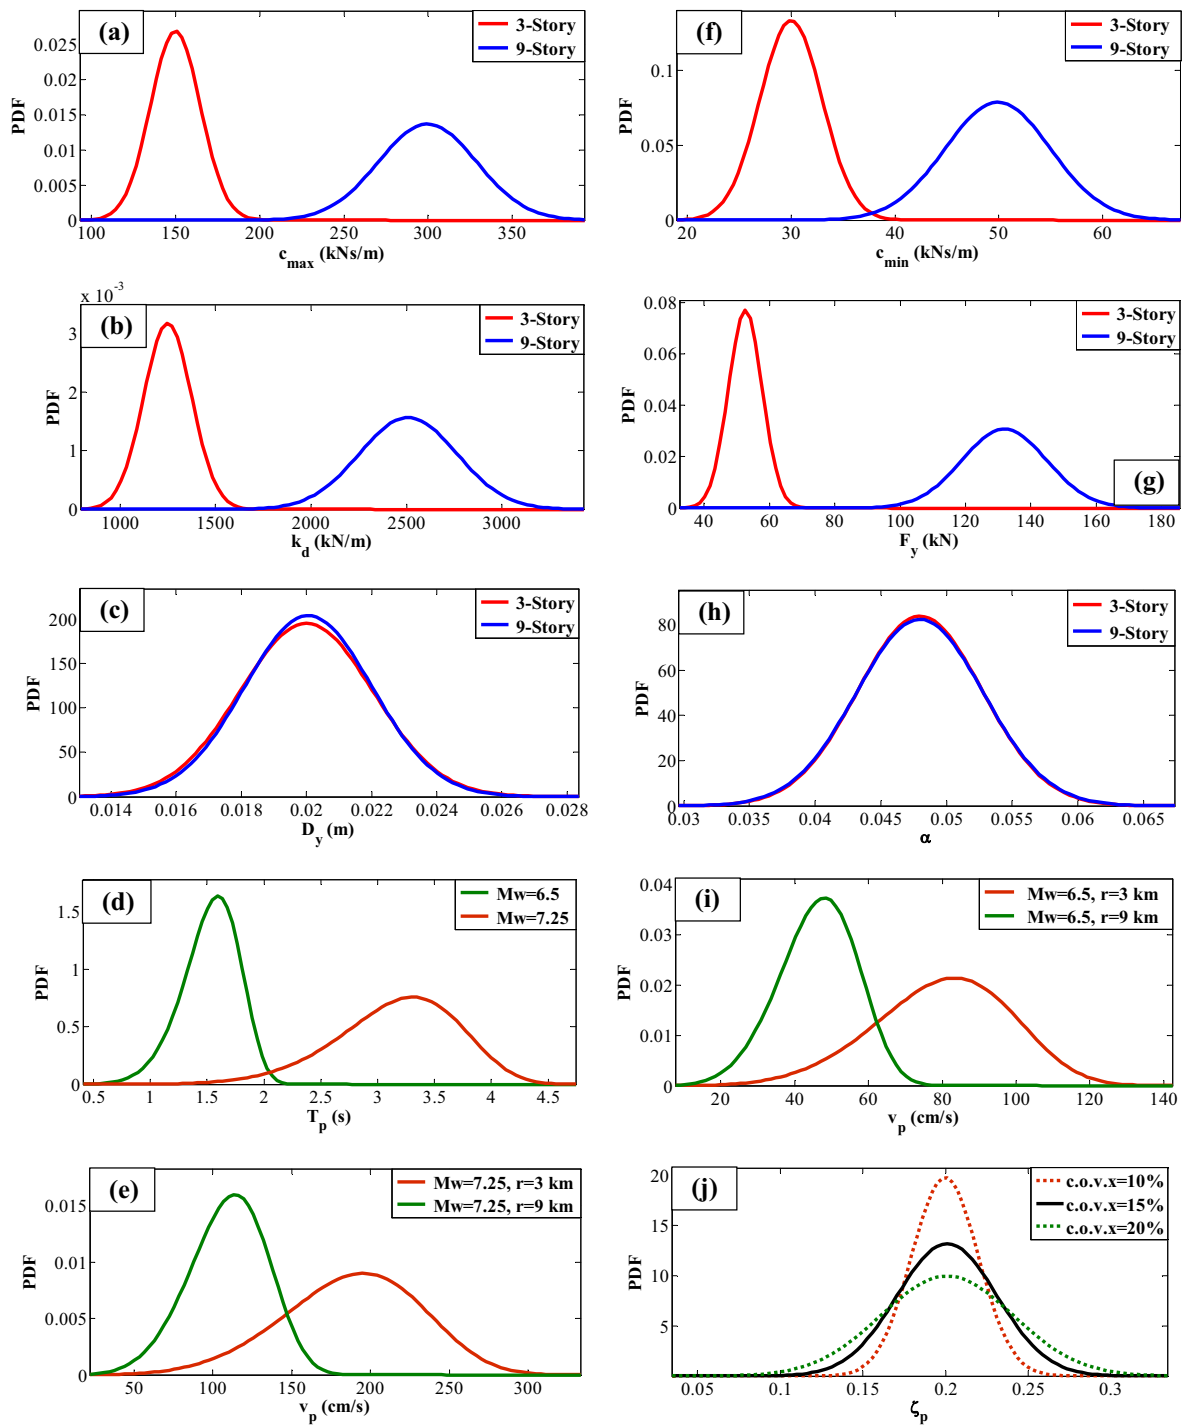 (a)
3-Story
9-Story
PDF
0.025
0.02
0.015
0.01
0.005
0
100 150 200 250 300 350
c_max (kNs/m)
(f)
3-Story
9-Story
PDF
0.1
0.05
0
20 30 40 50 60
c_min (kNs/m)
x 10^-3
(b)
3-Story
9-Story
PDF
3
2
1
0
1000 1500 2000 2500 3000
k_d (kN/m)
(g)
3-Story
9-Story
PDF
0.08
0.06
0.04
0.02
0
40 60 80 100 120 140 160 180
F_y (kN)
(c)
3-Story
9-Story
PDF
200
150
100
50
0
0.014 0.016 0.018 0.02 0.022 0.024 0.026 0.028
D_y (m)
(h)
3-Story
9-Story
PDF
80
60
40
20
0
0.03 0.035 0.04 0.045 0.05 0.055 0.06 0.065
α
(d)
Mw=6.5
Mw=7.25
PDF
1.5
1
0.5
0
0.5 1 1.5 2 2.5 3 3.5 4 4.5
T_p (s)
(i)
Mw=6.5, r=3 km
Mw=6.5, r=9 km
PDF
0.04
0.03
0.02
0.01
0
20 40 60 80 100 120 140
v_p (cm/s)
(e)
Mw=7.25, r=3 km
Mw=7.25, r=9 km
PDF
0.015
0.01
0.005
0
50 100 150 200 250 300
v_p (cm/s)
(j)
c.o.v.x=10%
c.o.v.x=15%
c.o.v.x=20%
PDF
20
15
10
5
0.05 0.1 0.15 0.2 0.25 0.3
ζ_p